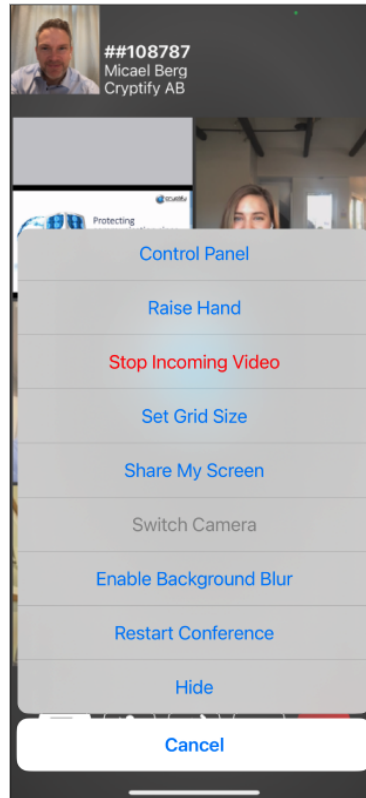 ##108787
Micael Berg
Cryptify AB
cryptify
Protecting
Control Panel
Raise Hand
Stop Incoming Video
Set Grid Size
Share My Screen
Switch Camera
Enable Background Blur
Restart Conference
Hide
Cancel